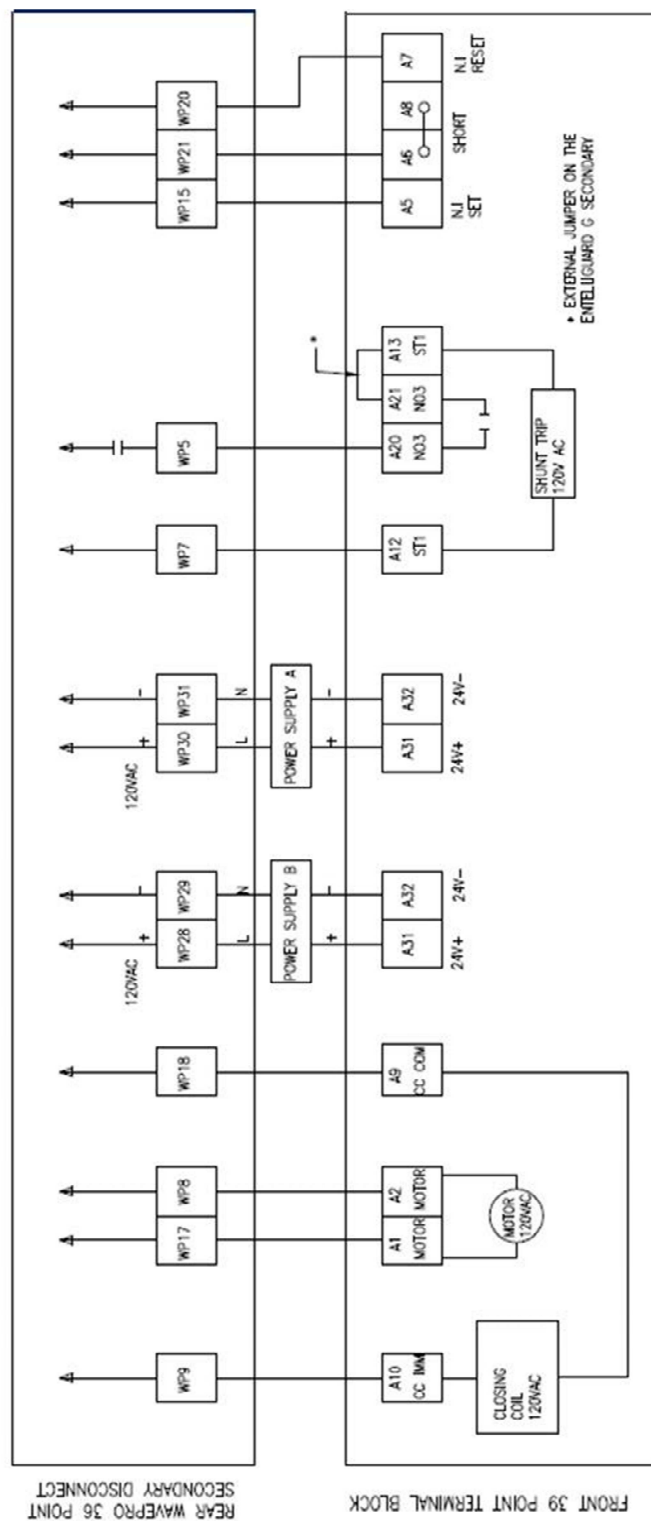 REAR WAVEPRO 36 POINT
SECONDARY DISCONNECT
120VAC
120VAC
+
-
+
-
WP9
WP17
WP8
WP18
WP28
WP29
WP30
WP31
WP7
WP5
WP15
WP21
WP20
L
N
L
N
POWER SUPPLY B
POWER SUPPLY A
+
-
+
-
*
FRONT 39 POINT TERMINAL BLOCK
A10
CC IMM
A1
MOTOR
A2
MOTOR
A9
CC COM
A31
A32
A31
A32
A12
ST1
A20
NO3
A21
NO3
A13
ST1
A5
A6
A8
A7
24V+
24V-
24V+
24V-
N.I
SET
SHORT
N.I
RESET
CLOSING
COIL
120VAC
MOTOR
120VAC
SHUNT TRIP
120V AC
* EXTERNAL JUMPER ON THE
ENTELLIGUARD G SECONDARY